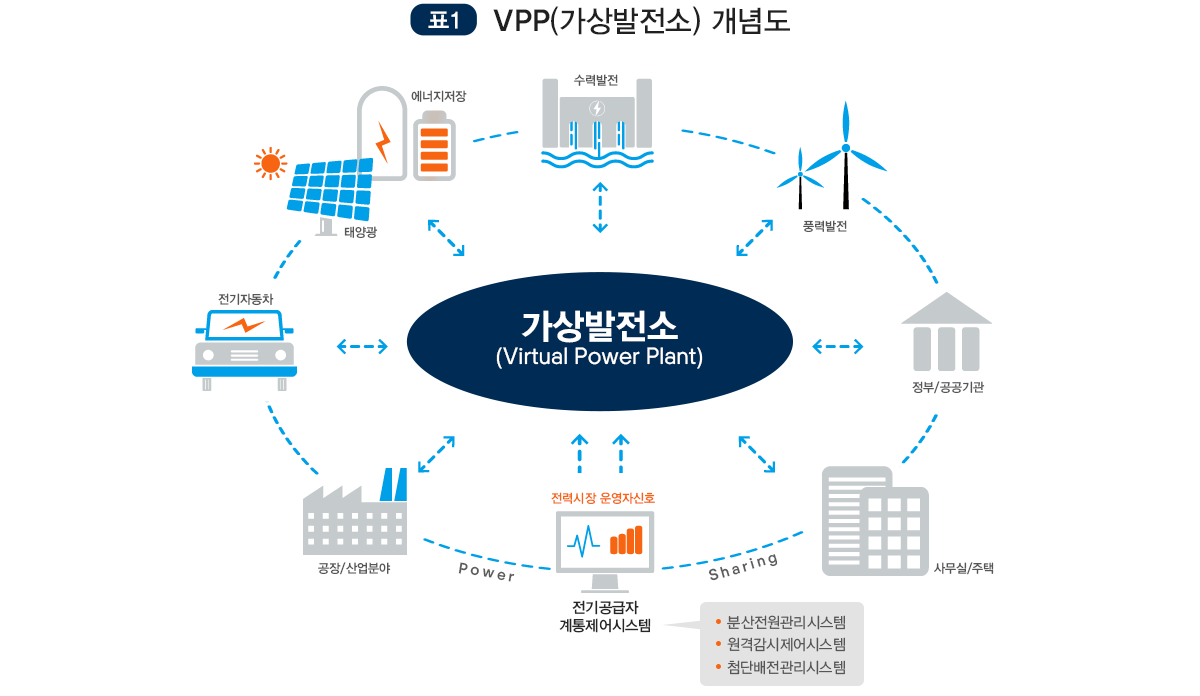 표1 VPP(가상발전소) 개념도
수력발전
에너지저장
태양광
풍력발전
전기자동차
가상발전소
(Virtual Power Plant)
정부/공공기관
전력시장 운영자신호
공장/산업분야
Power
Sharing
사무실/주택
전기공급자
계통제어시스템
• 분산전원관리시스템
• 원격감시제어시스템
• 첨단배전관리시스템